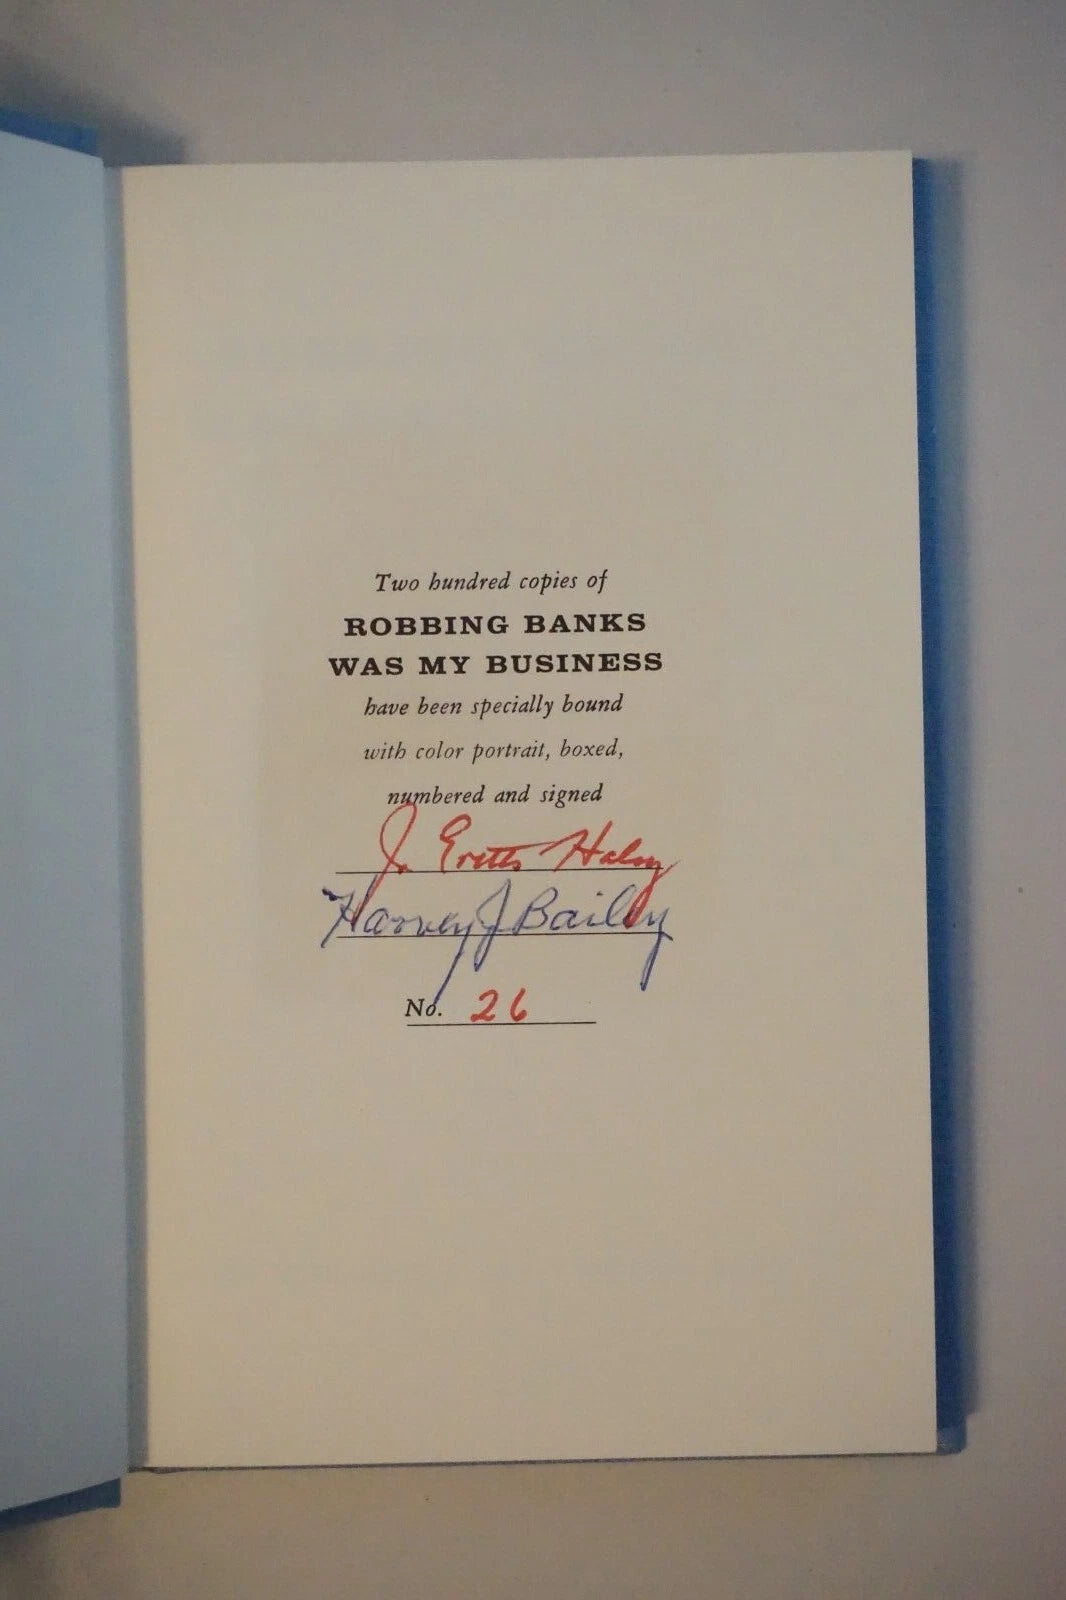 Two hundred copies of
ROBBING BANKS
WAS MY BUSINESS
have been specially bound
with color portrait, boxed,
numbered and signed
J. Evetts Haley
Harvey J Bailey
No. 26